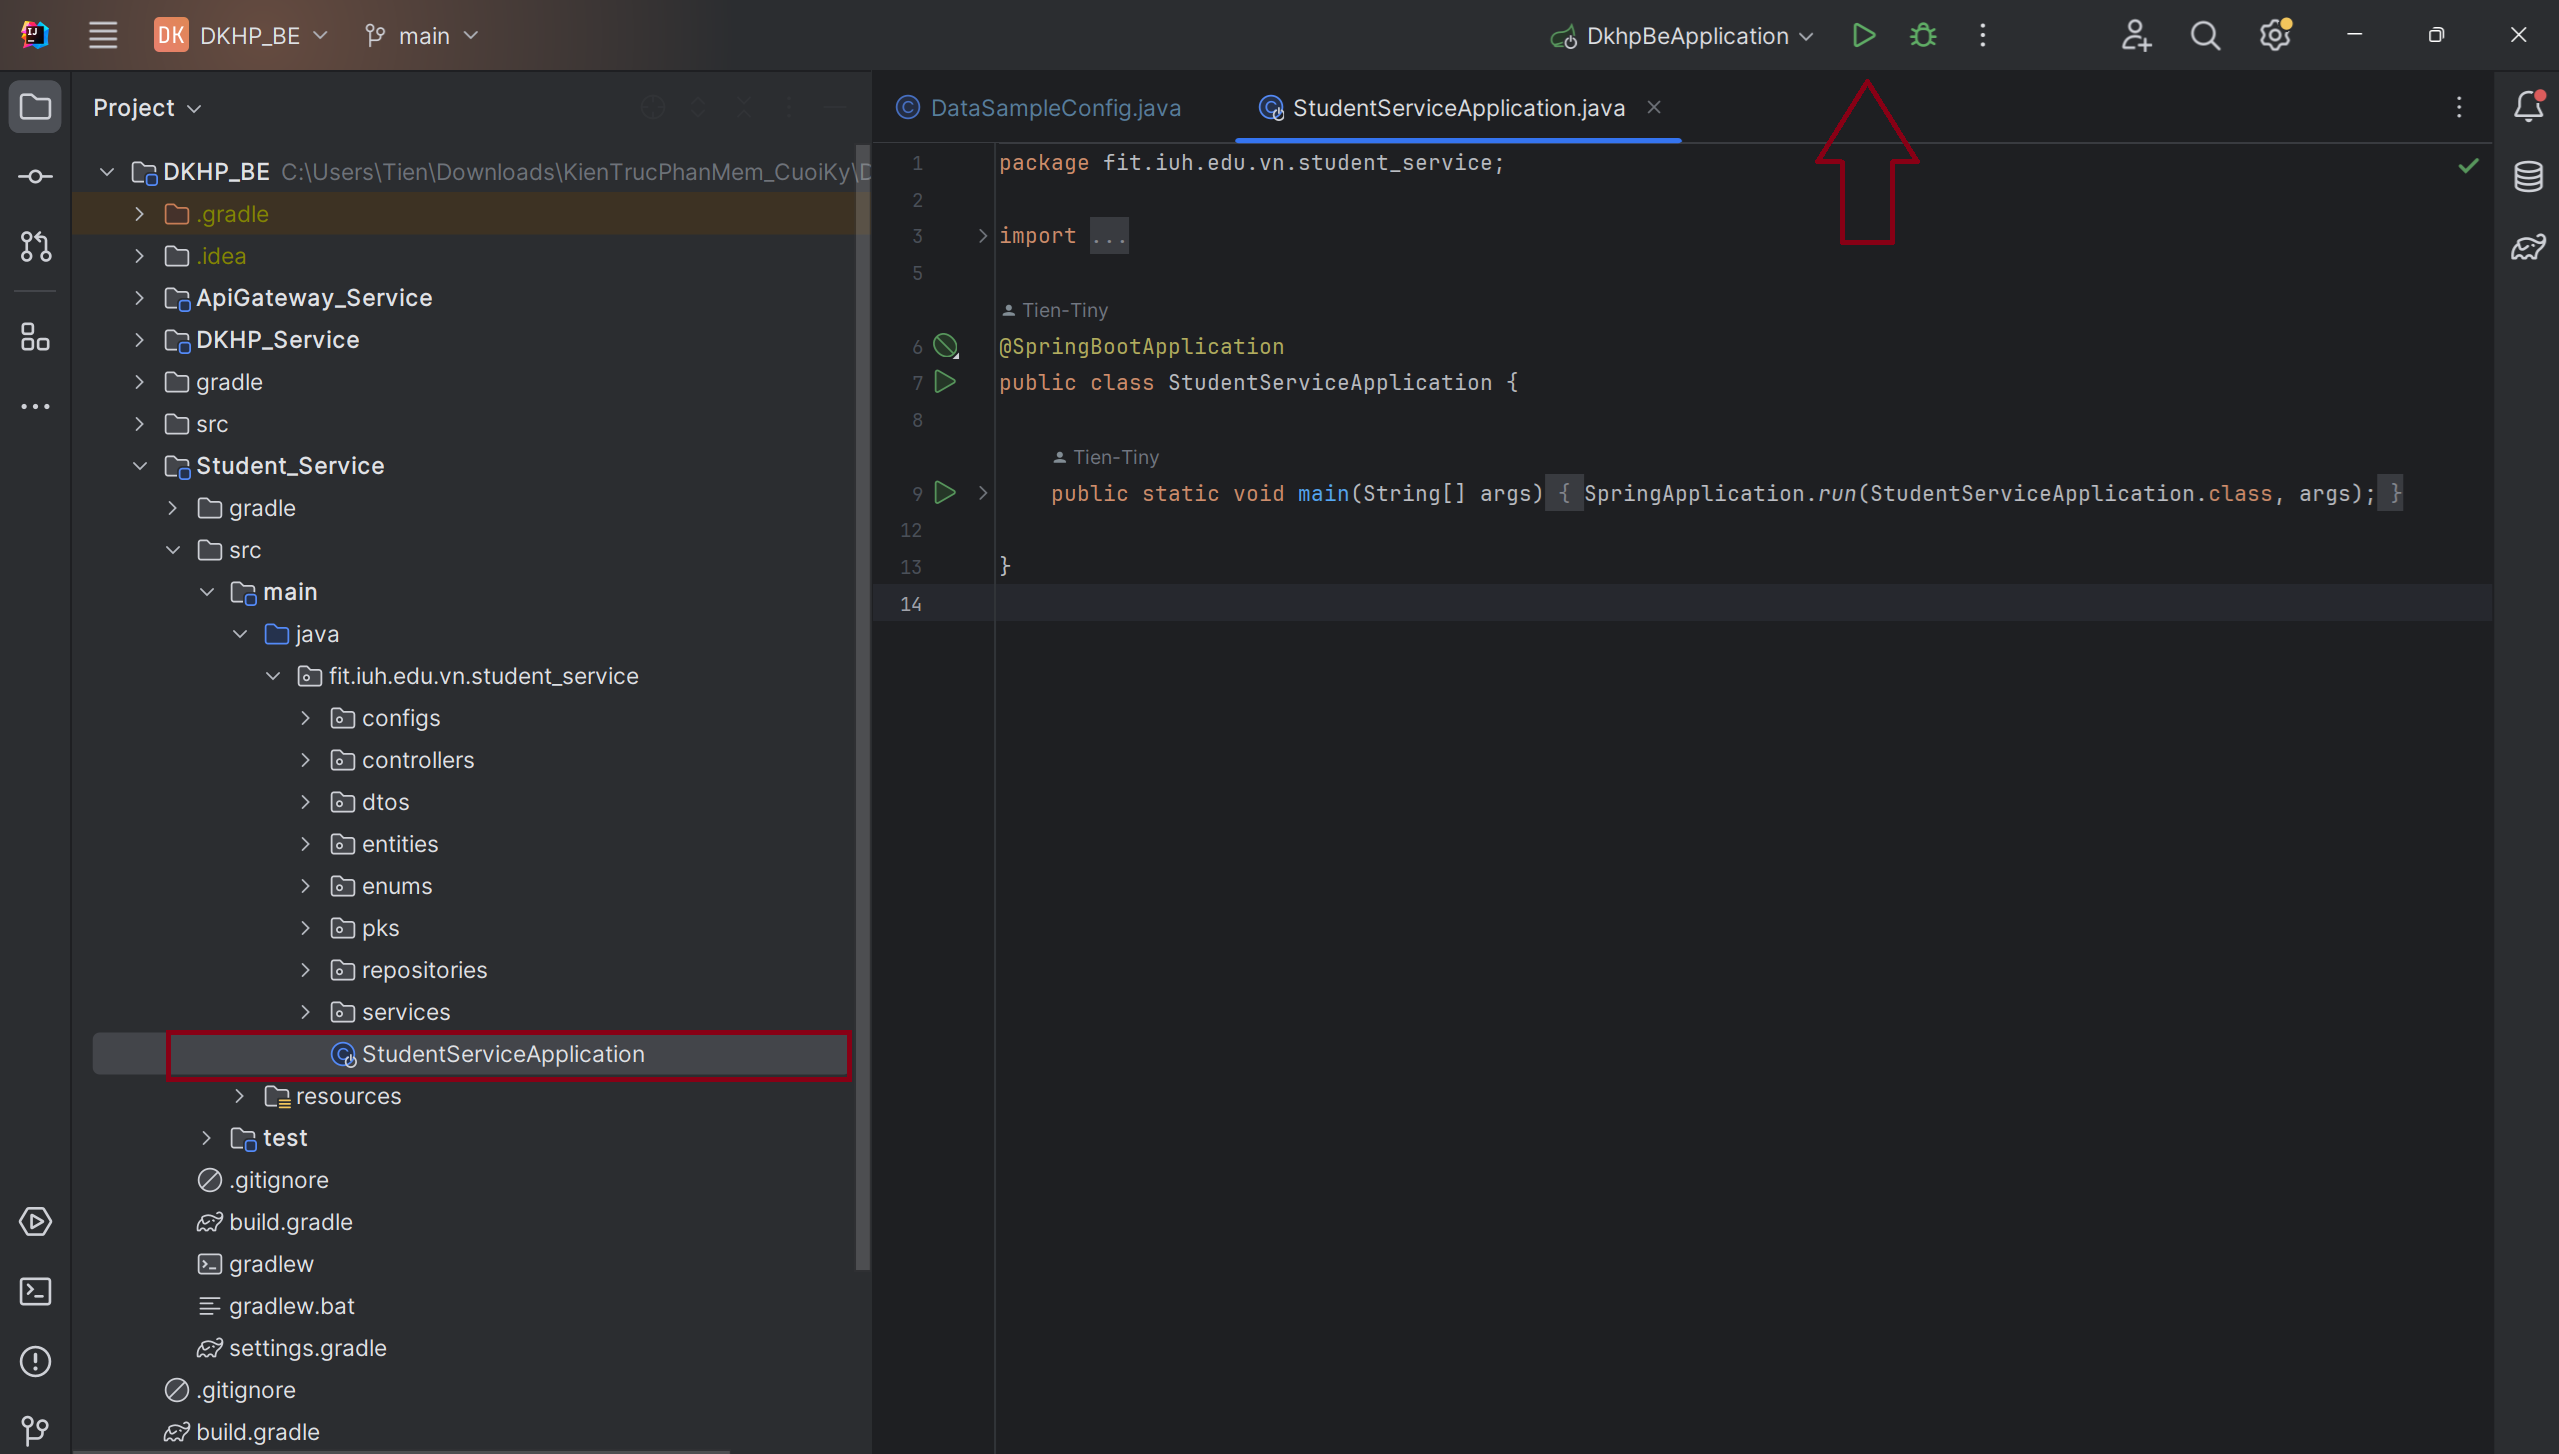 DK DKHP_BE main DkhpBeApplication
Project
DKHP_BE C:\Users\Tien\Downloads\KienTrucPhanMem_CuoiKy\D
.gradle
.idea
ApiGateway_Service
DKHP_Service
gradle
src
Student_Service
gradle
src
main
java
fit.iuh.edu.vn.student_service
configs
controllers
dtos
entities
enums
pks
repositories
services
StudentServiceApplication
resources
test
.gitignore
build.gradle
gradlew
gradlew.bat
settings.gradle
.gitignore
build.gradle
DataSampleConfig.java StudentServiceApplication.java
1 package fit.iuh.edu.vn.student_service;
2
3 import ...
5
Tien-Tiny
6 @SpringBootApplication
7 public class StudentServiceApplication {
8
Tien-Tiny
9 public static void main(String[] args) { SpringApplication.run(StudentServiceApplication.class, args); }
12
13 }
14